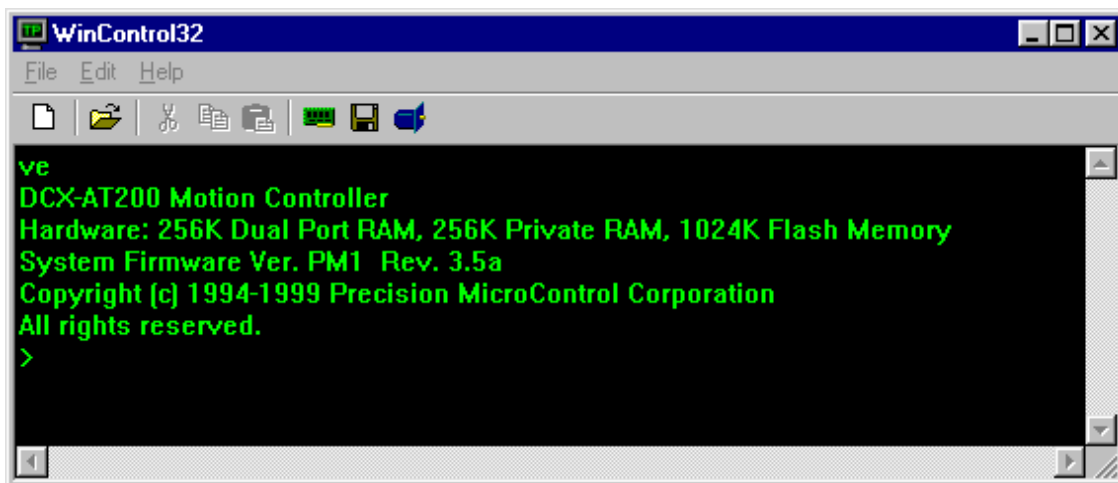 WinControl32
File Edit Help
ve
DCX-AT200 Motion Controller
Hardware: 256K Dual Port RAM, 256K Private RAM, 1024K Flash Memory
System Firmware Ver. PM1  Rev. 3.5a
Copyright (c) 1994-1999 Precision MicroControl Corporation
All rights reserved.
>